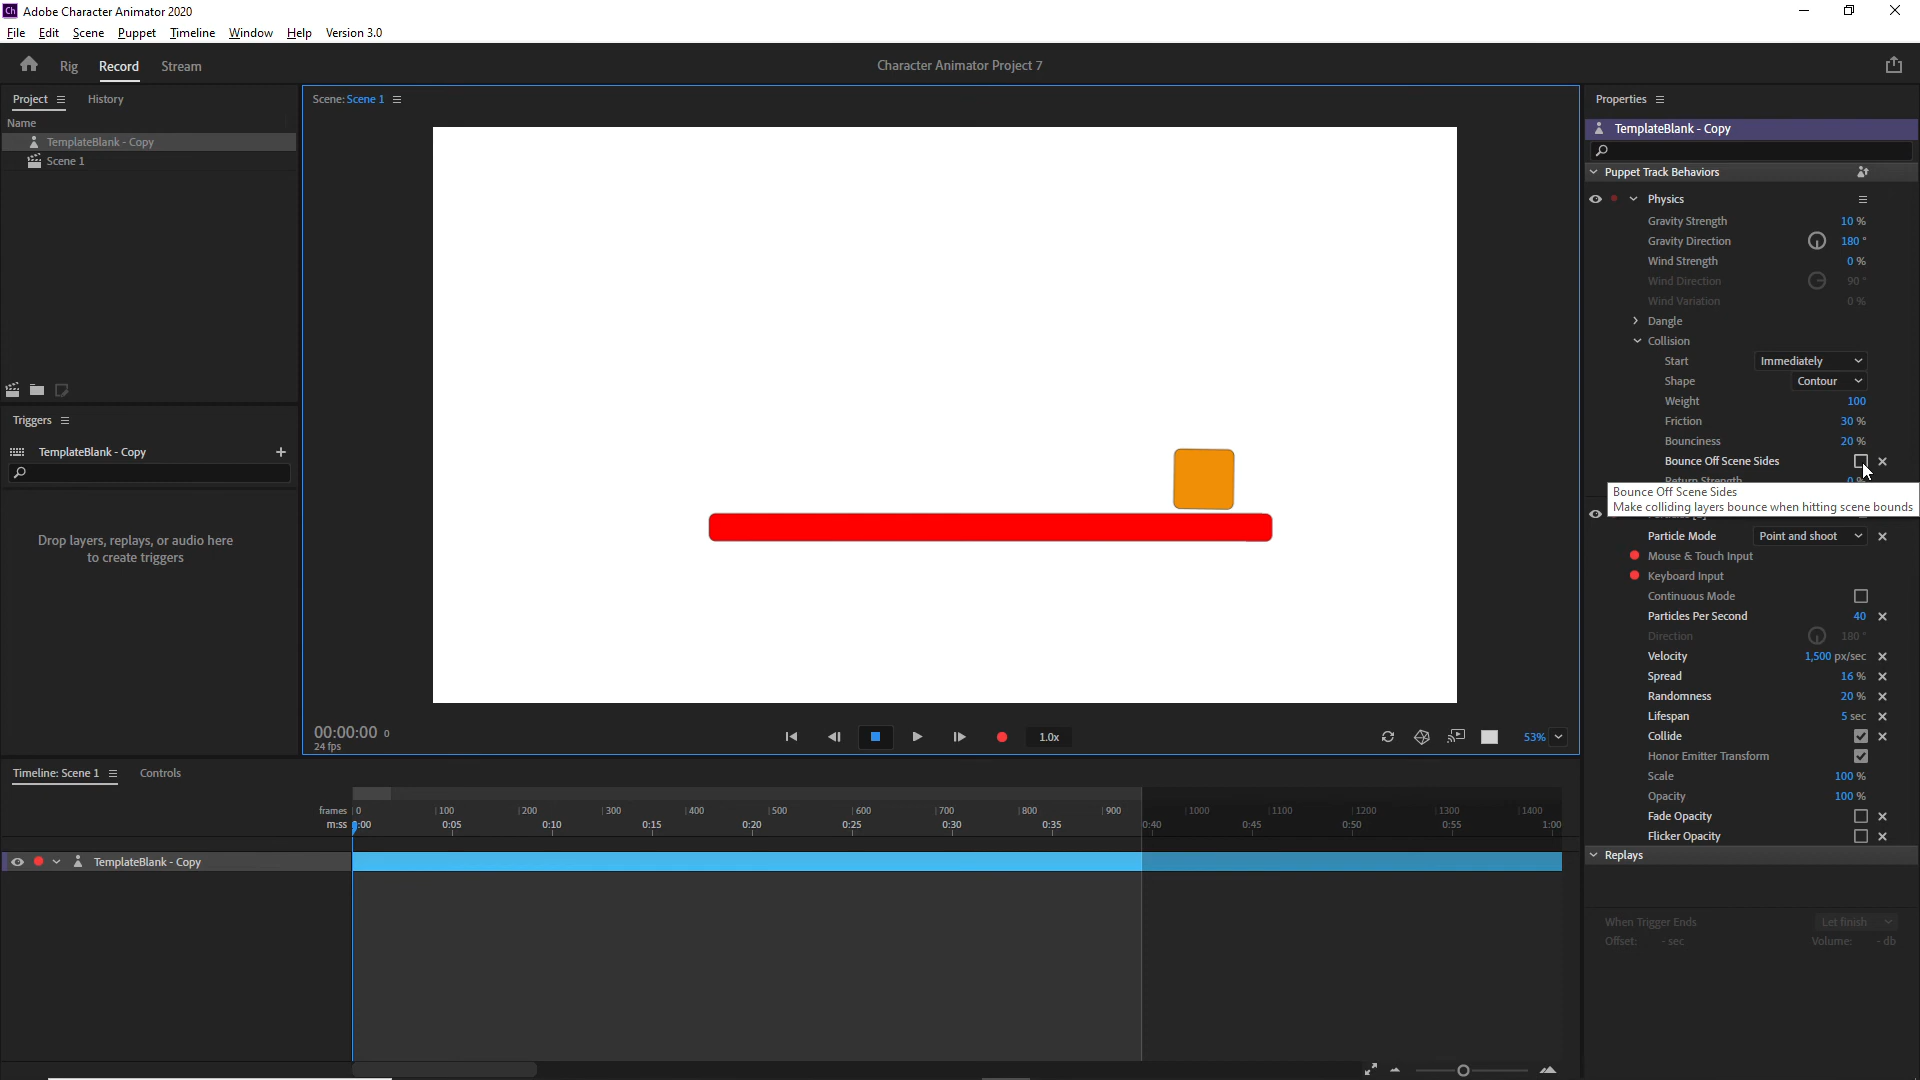 Ch Adobe Character Animator 2020
File Edit Scene Puppet Timeline Window Help Version 3.0
Rig Record Stream
Character Animator Project 7
Project History
Name
TemplateBlank - Copy
Scene 1
Triggers
TemplateBlank - Copy +
Drop layers, replays, or audio here
to create triggers
Scene: Scene 1
00:00:00 0
24 fps
1.0x
53%
Properties
TemplateBlank - Copy
Puppet Track Behaviors
Physics
Gravity Strength 10 %
Gravity Direction 180 °
Wind Strength 0 %
Wind Direction 90 °
Wind Variation 0 %
Dangle
Collision
Start Immediately
Shape Contour
Weight 100
Friction 30 %
Bounciness 20 %
Bounce Off Scene Sides
Return Strength 0 %
Bounce Off Scene Sides
Make colliding layers bounce when hitting scene bounds
Particle Mode Point and shoot
Mouse & Touch Input
Keyboard Input
Continuous Mode
Particles Per Second 40
Direction 180 °
Velocity 1,500 px/sec
Spread 16 %
Randomness 20 %
Lifespan 5 sec
Collide
Honor Emitter Transform
Scale 100 %
Opacity 100 %
Fade Opacity
Flicker Opacity
Replays
When Trigger Ends Let finish
Offset: - sec Volume: - db
Timeline: Scene 1 Controls
frames 0 100 200 300 400 500 600 700 800 900 1000 1100 1200 1300 1400
m:ss 0:00 0:05 0:10 0:15 0:20 0:25 0:30 0:35 0:40 0:45 0:50 0:55 1:00
TemplateBlank - Copy